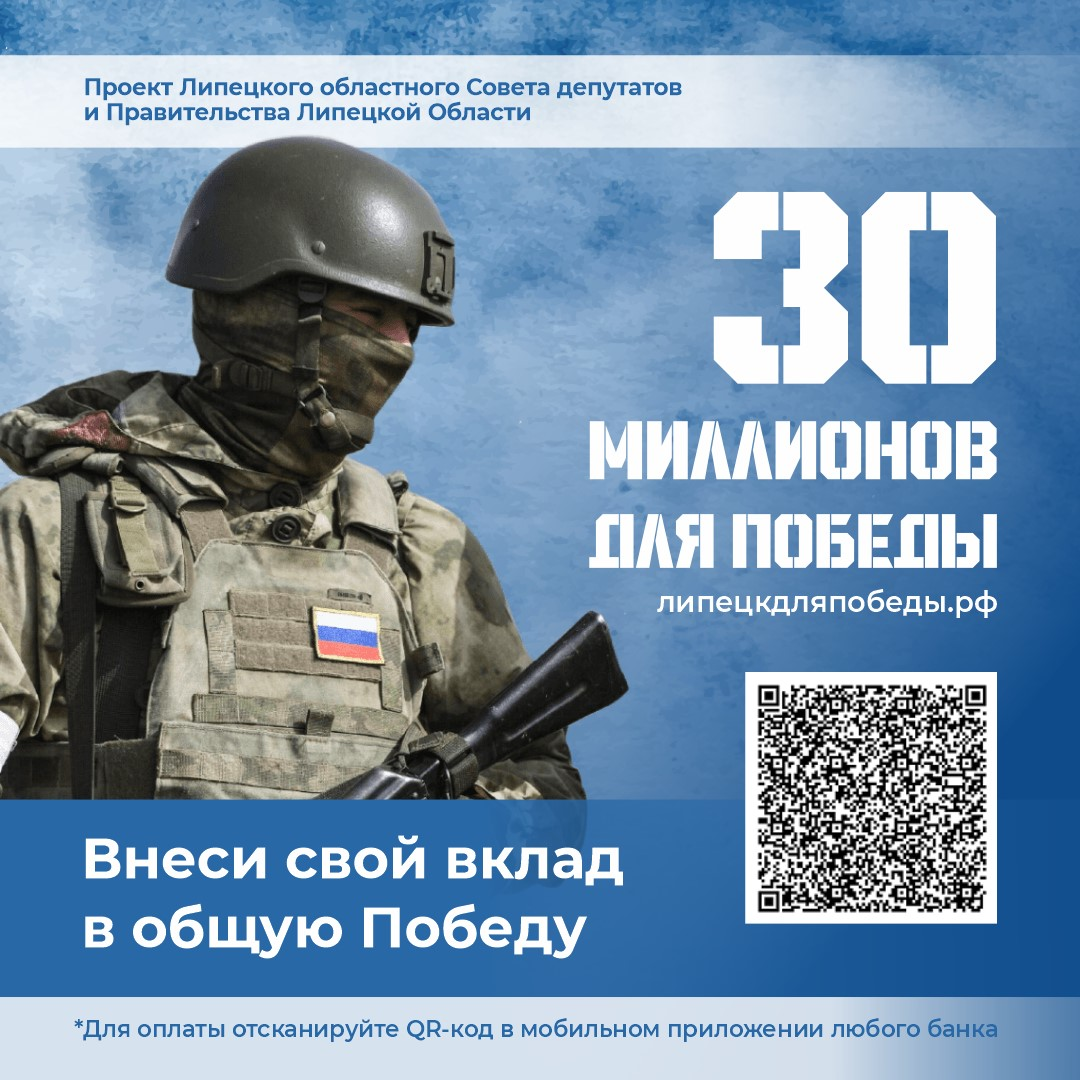 Проект Липецкого областного Совета депутатов
и Правительства Липецкой Области
30
МИЛЛИОНОВ
ДЛЯ ПОБЕДЫ
липецкдляпобеды.рф
Внеси свой вклад
в общую Победу
*Для оплаты отсканируйте QR-код в мобильном приложении любого банка